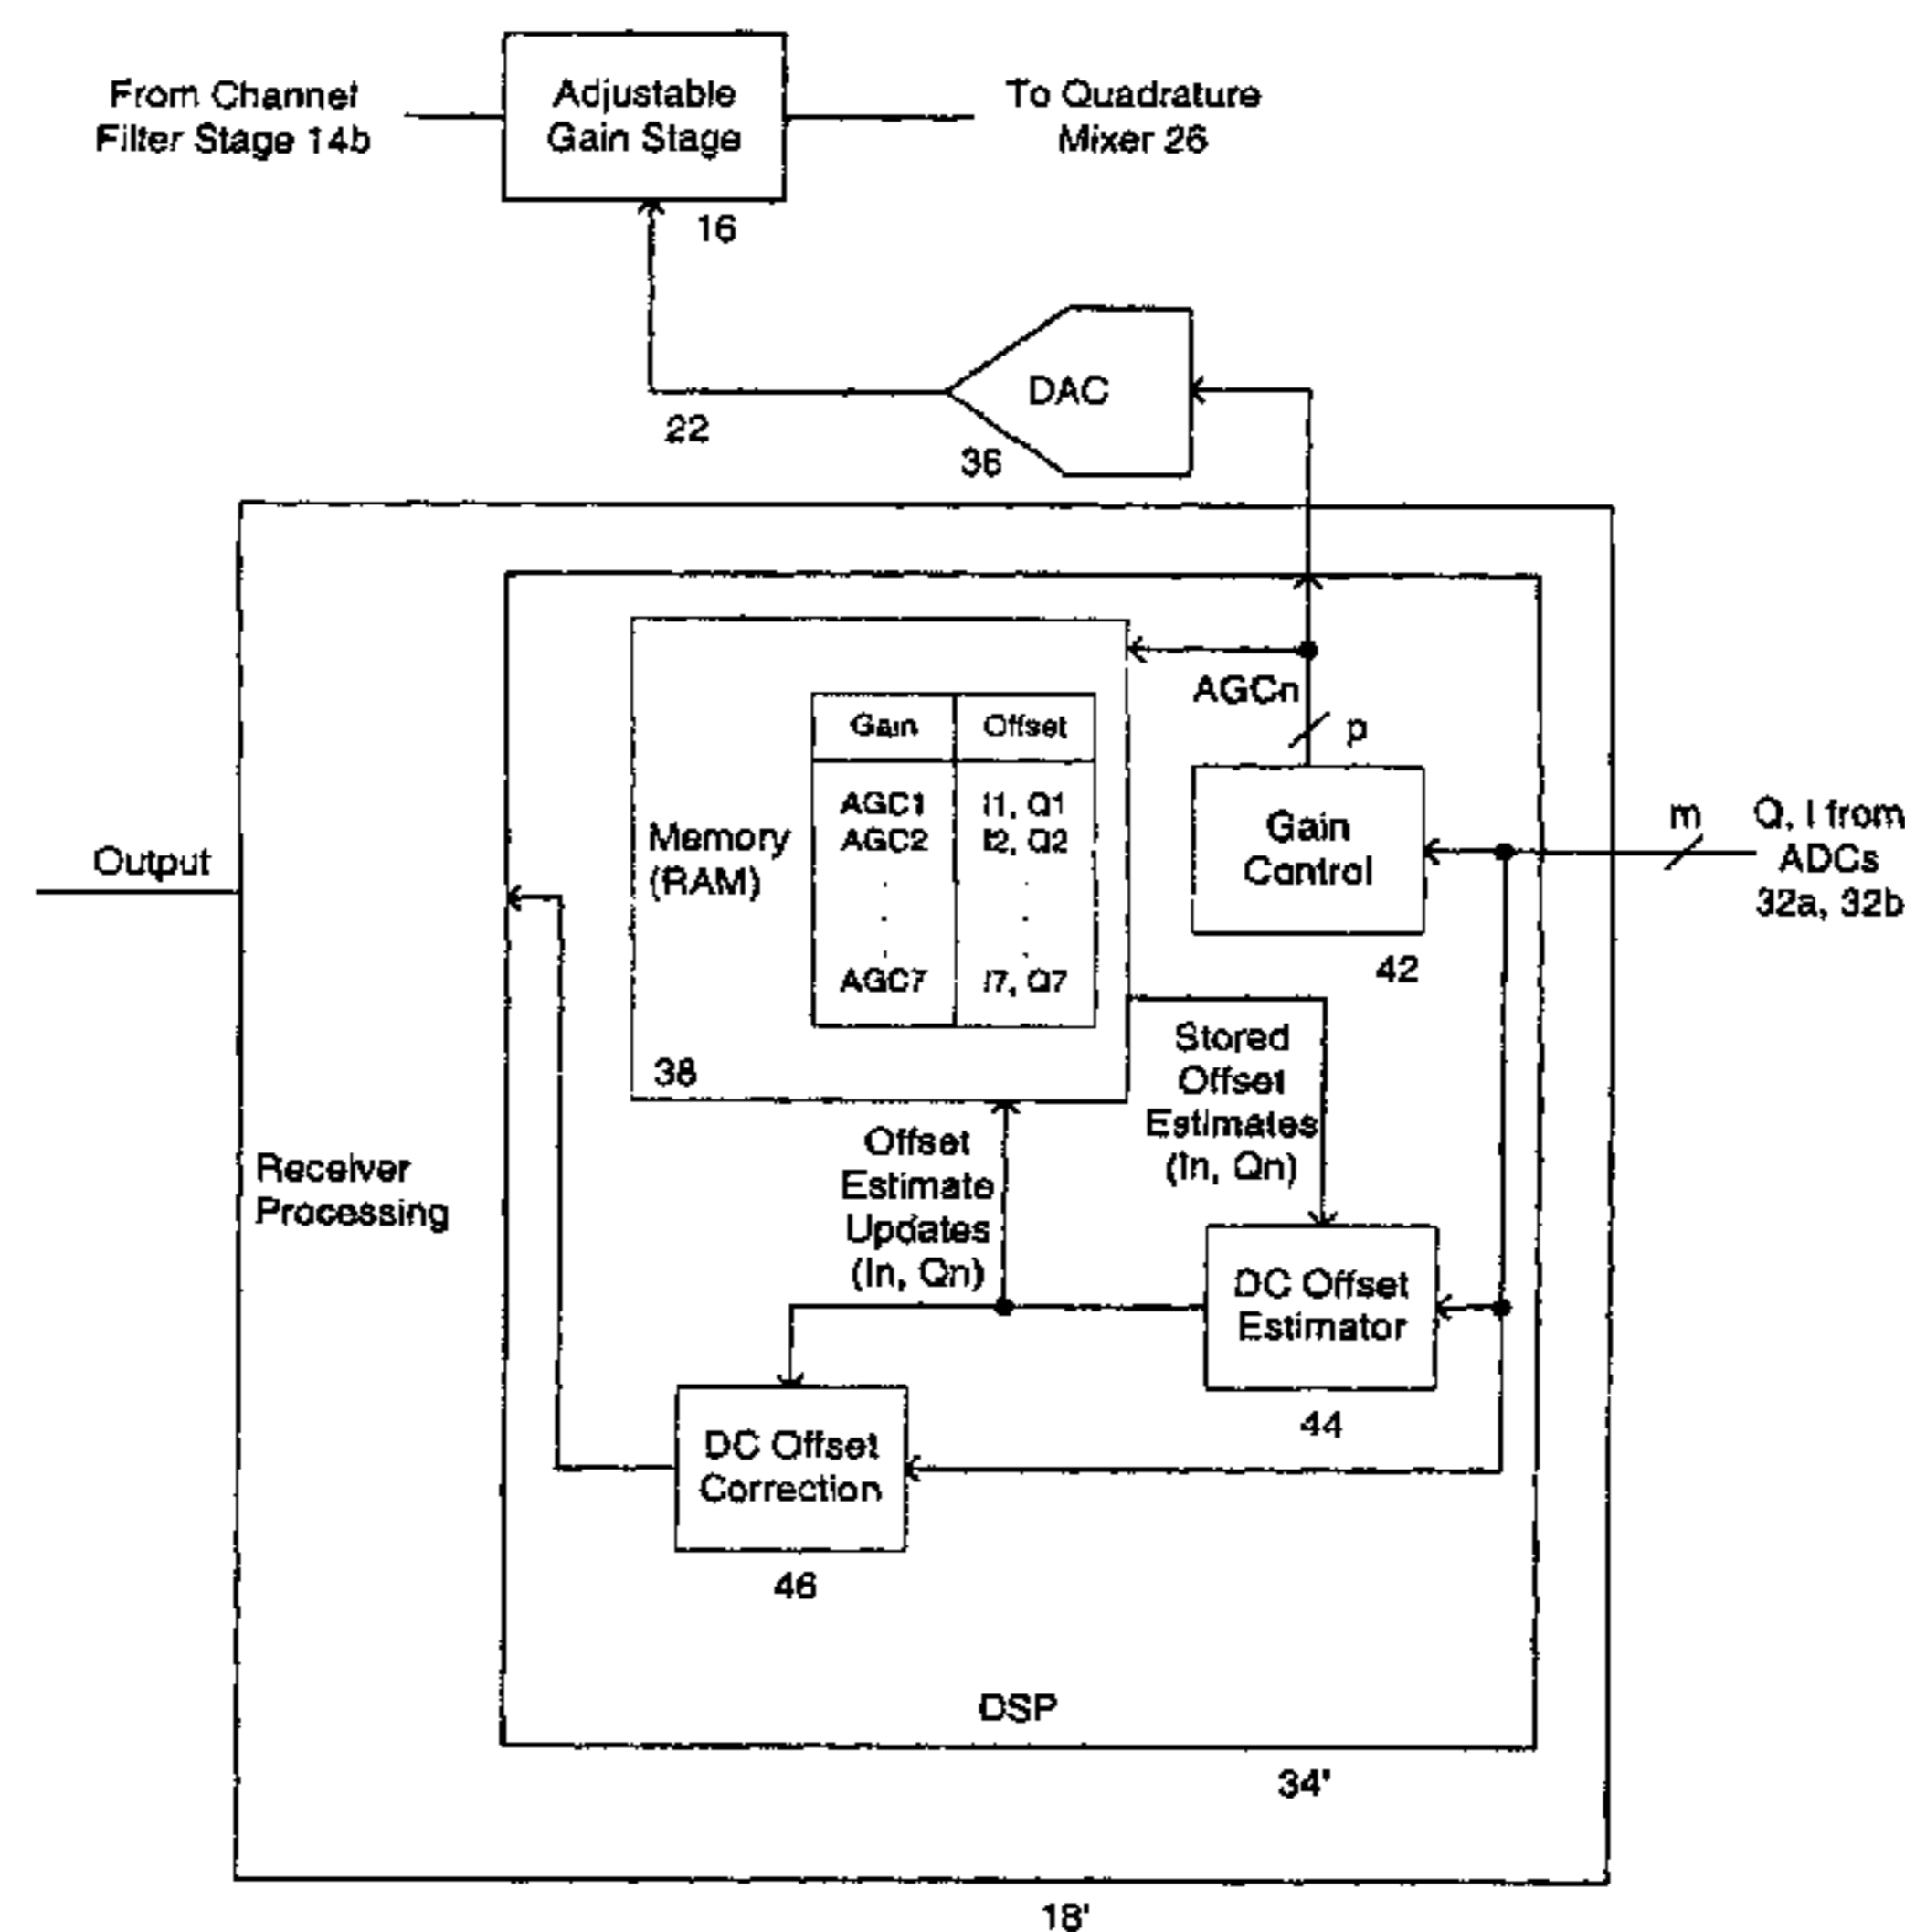 From Channel
Filter Stage 14b
Adjustable
Gain Stage
To Quadrature
Mixer 26
16
DAC
22
36
AGCn
p
Gain Offset
AGC1 I1, Q1
AGC2 I2, Q2
AGC7 I7, Q7
Memory
(RAM)
38
Gain
Control
42
m
Q, I from
ADCs
32a, 32b
Output
Stored
Offset
Estimates
(In, Qn)
Offset
Estimate
Updates
(In, Qn)
Receiver
Processing
DC Offset
Estimator
44
DC Offset
Correction
46
DSP
34'
18'